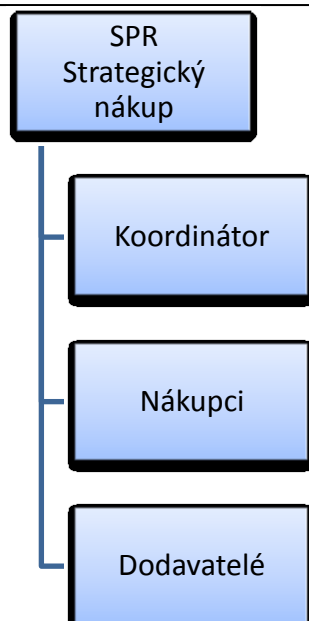 SPR
Strategický
nákup
Koordinátor
Nákupci
Dodavatelé